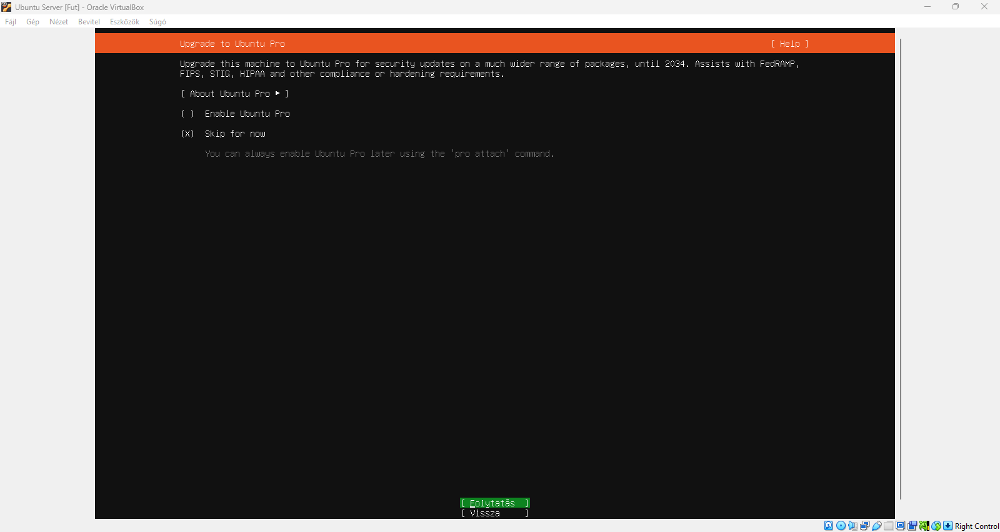 Ubuntu Server [Fut] - Oracle VirtualBox
Fájl Gép Nézet Bevitel Eszközök Súgó
Upgrade to Ubuntu Pro [ Help ]
Upgrade this machine to Ubuntu Pro for security updates on a much wider range of packages, until 2034. Assists with FedRAMP,
FIPS, STIG, HIPAA and other compliance or hardening requirements.
[ About Ubuntu Pro ► ]
( ) Enable Ubuntu Pro
(X) Skip for now
You can always enable Ubuntu Pro later using the 'pro attach' command.
[ Folytatás ]
[ Vissza ]
Right Control